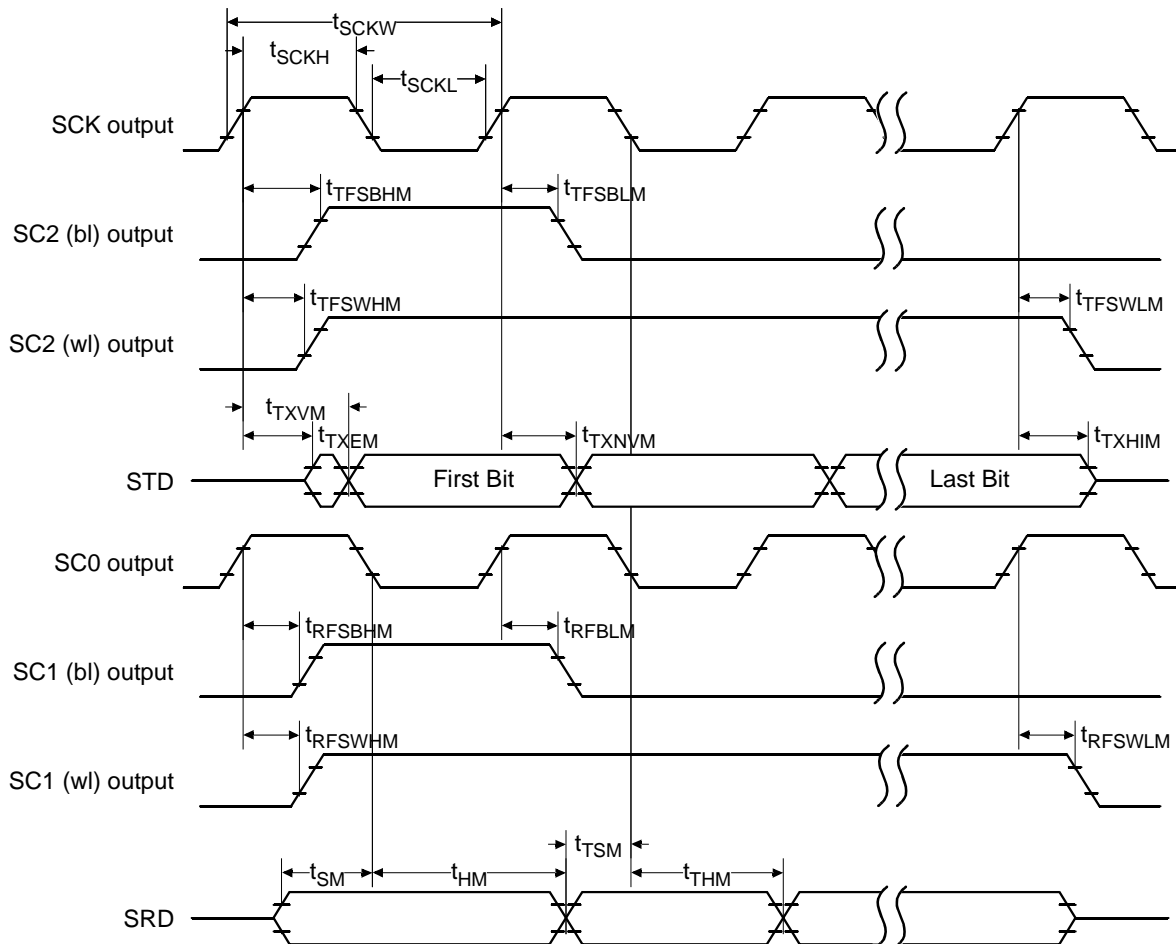 tSCKW
tSCKH
tSCKL
SCK output
tTFSBHM
tTFSBLM
SC2 (bl) output
tTFSWHM
tTFSWLM
SC2 (wl) output
tTXVM
tTXEM
tTXNVM
tTXHIM
STD
First Bit
Last Bit
SC0 output
tRFSBHM
tRFBLM
SC1 (bl) output
tRFSWHM
tRFSWLM
SC1 (wl) output
tTSM
tSM
tHM
tTHM
SRD